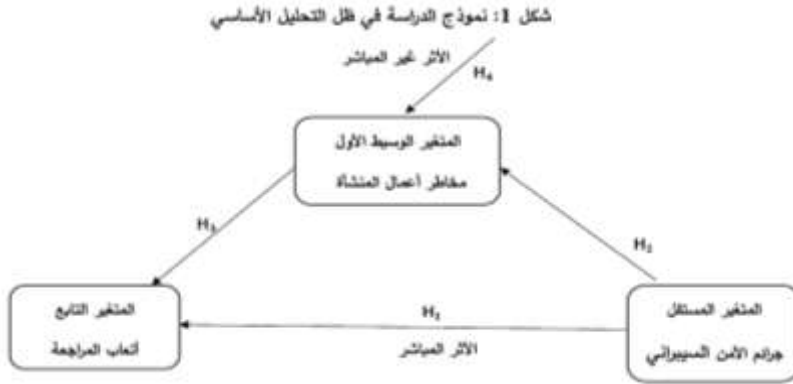 شكل 1: نموذج الدراسة في ظل التحليل الأساسي
الأثر غير المباشر
H₄
المتغير الوسيط الأول
مخاطر أعمال المنشأة
H₃
H₂
المتغير المستقل
جرائم الأمن السيبراني
H₁
الأثر المباشر
المتغير التابع
أتعاب المراجعة